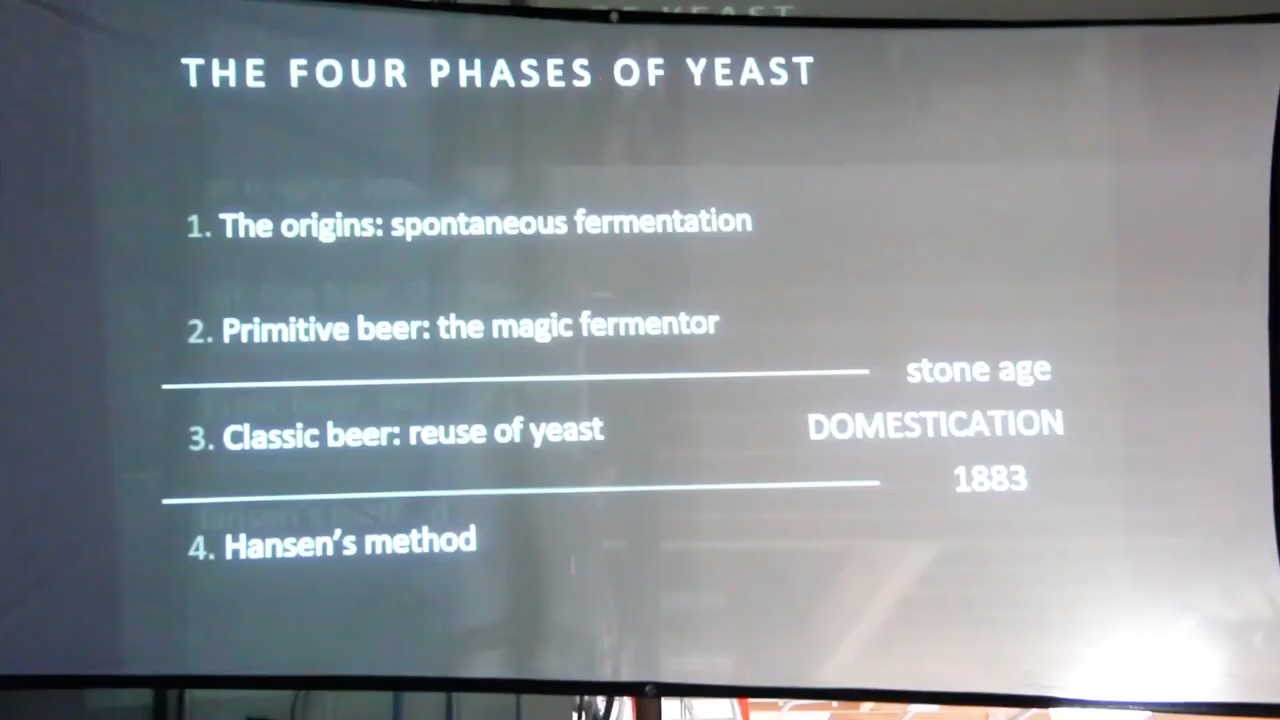 THE FOUR PHASES OF YEAST
1. The origins: spontaneous fermentation
2. Primitive beer: the magic fermentor
stone age
3. Classic beer: reuse of yeast DOMESTICATION
1883
4. Hansen's method